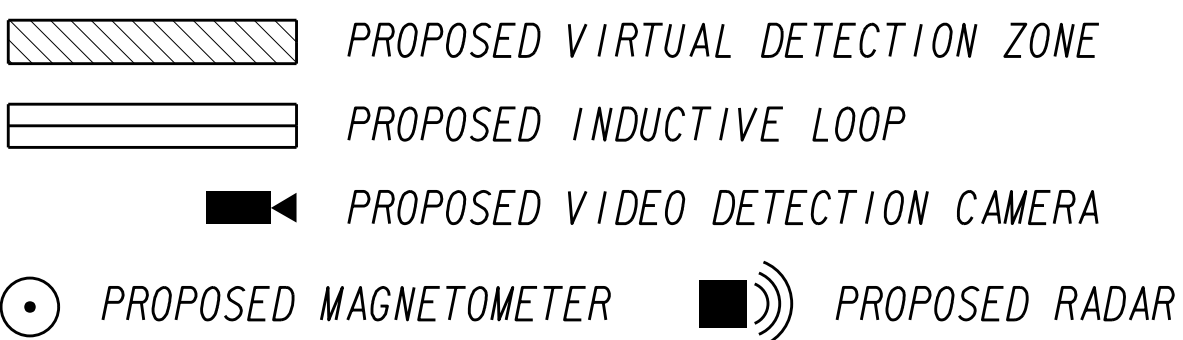 PROPOSED VIRTUAL DETECTION ZONE
PROPOSED INDUCTIVE LOOP
PROPOSED VIDEO DETECTION CAMERA
PROPOSED MAGNETOMETER PROPOSED RADAR